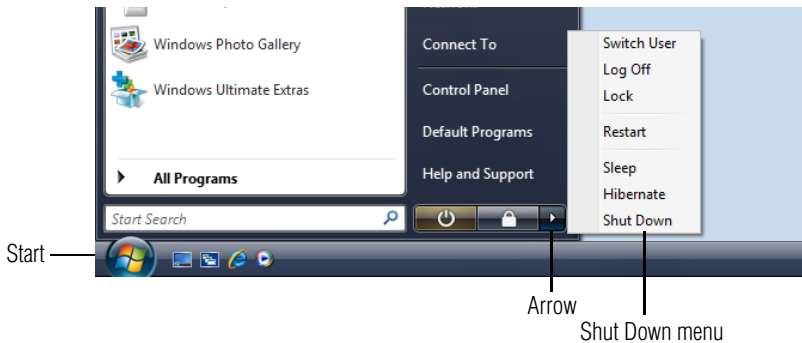 Windows Photo Gallery
Windows Ultimate Extras
All Programs
Start Search
Connect To
Control Panel
Default Programs
Help and Support
Switch User
Log Off
Lock
Restart
Sleep
Hibernate
Shut Down
Start
Arrow
Shut Down menu